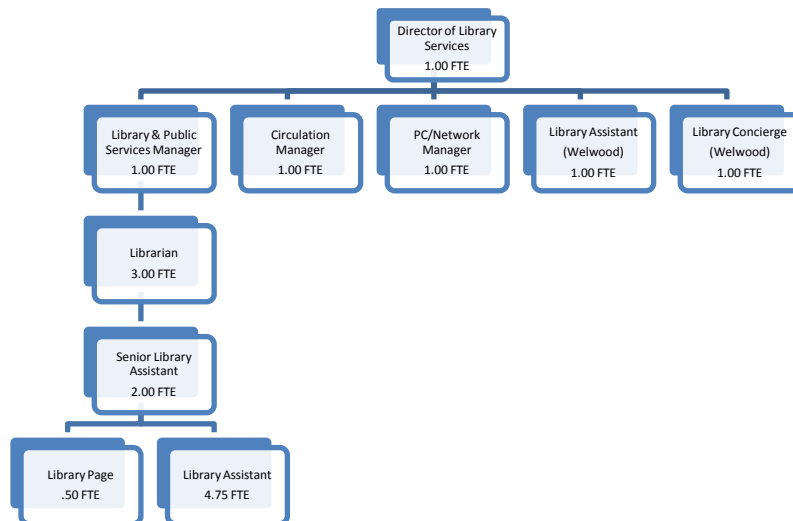 Director of Library
Services
1.00 FTE
Library & Public
Services Manager
1.00 FTE
Circulation
Manager
1.00 FTE
PC/Network
Manager
1.00 FTE
Library Assistant
(Welwood)
1.00 FTE
Library Concierge
(Welwood)
1.00 FTE
Librarian
3.00 FTE
Senior Library
Assistant
2.00 FTE
Library Page
.50 FTE
Library Assistant
4.75 FTE